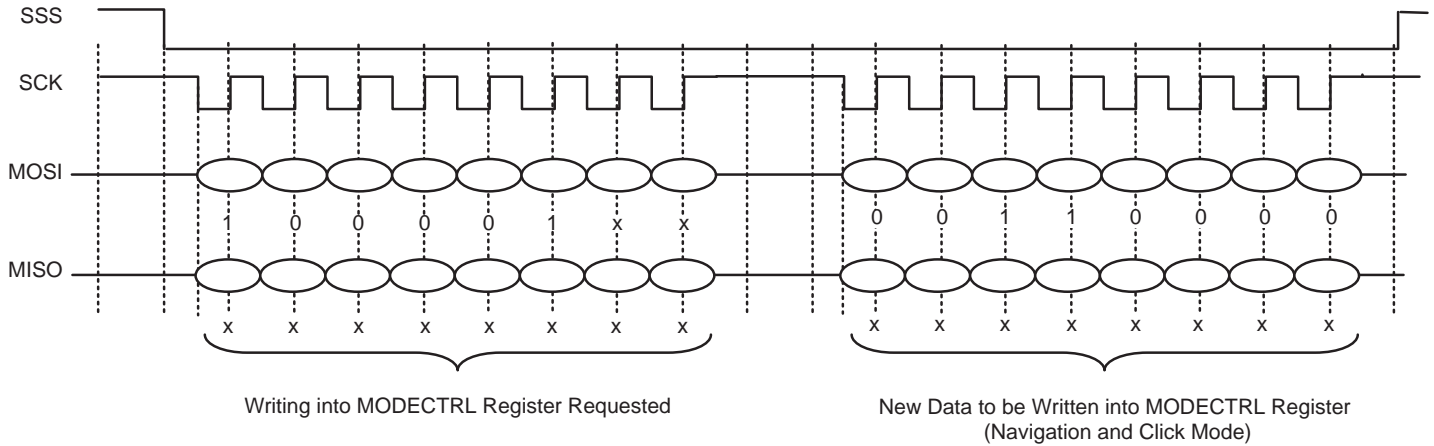 SSS
SCK
MOSI
1 0 0 0 0 1 x x 0 0 1 1 0 0 0 0
MISO
x x x x x x x x x x x x x x x x
Writing into MODECTRL Register Requested
New Data to be Written into MODECTRL Register
(Navigation and Click Mode)